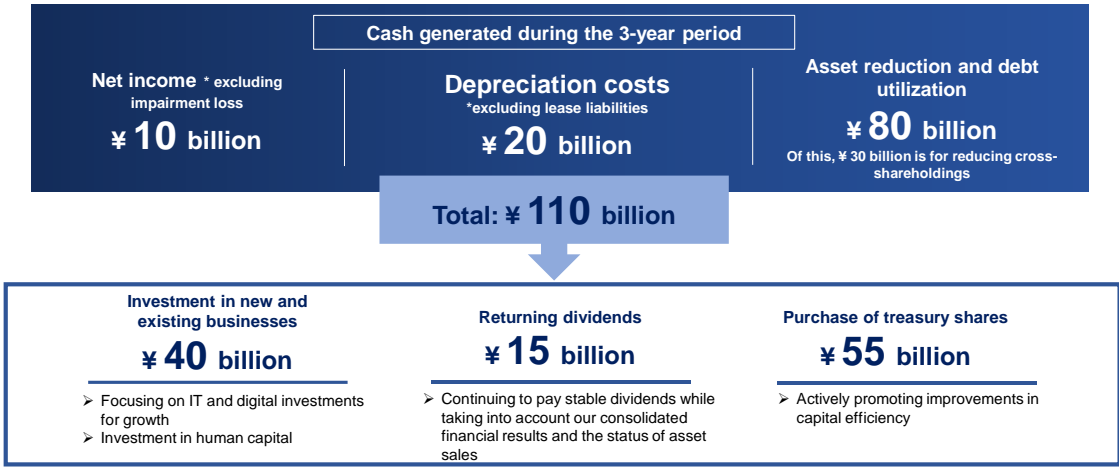 Cash generated during the 3-year period
Net income * excluding
impairment loss
¥ 10 billion
Depreciation costs
*excluding lease liabilities
¥ 20 billion
Asset reduction and debt
utilization
¥ 80 billion
Of this, ¥ 30 billion is for reducing cross-
shareholdings
Total: ¥ 110 billion
Investment in new and
existing businesses
¥ 40 billion
➢ Focusing on IT and digital investments
for growth
➢ Investment in human capital
Returning dividends
¥ 15 billion
➢ Continuing to pay stable dividends while
taking into account our consolidated
financial results and the status of asset
sales
Purchase of treasury shares
¥ 55 billion
➢ Actively promoting improvements in
capital efficiency